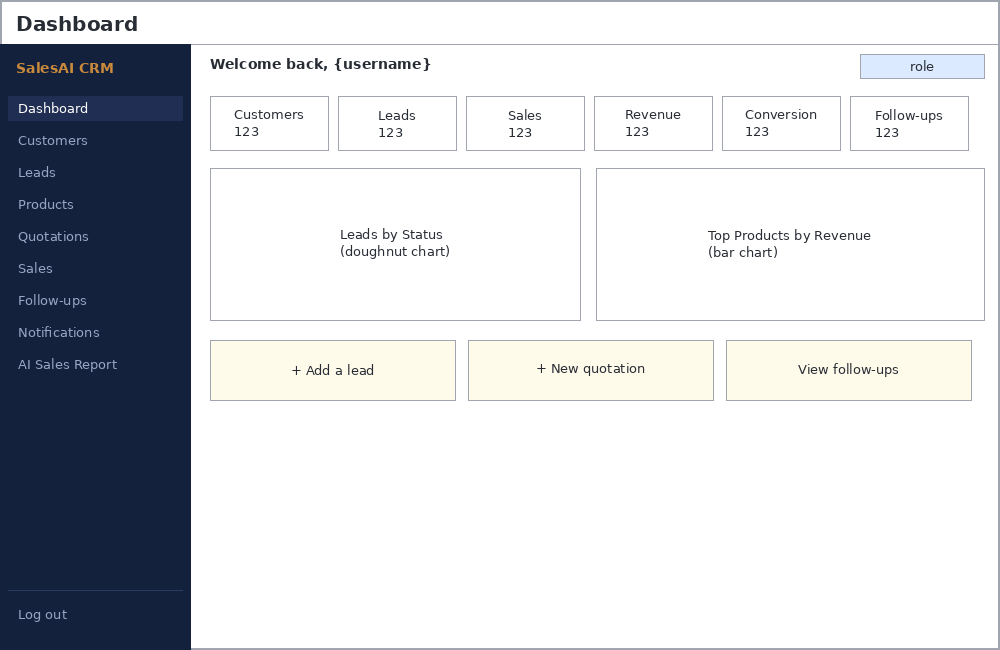 Dashboard
SalesAI CRM
Dashboard
Customers
Leads
Products
Quotations
Sales
Follow-ups
Notifications
AI Sales Report
Log out
Welcome back, {username}
role
Customers
123
Leads
123
Sales
123
Revenue
123
Conversion
123
Follow-ups
123
Leads by Status
(doughnut chart)
Top Products by Revenue
(bar chart)
+ Add a lead
+ New quotation
View follow-ups